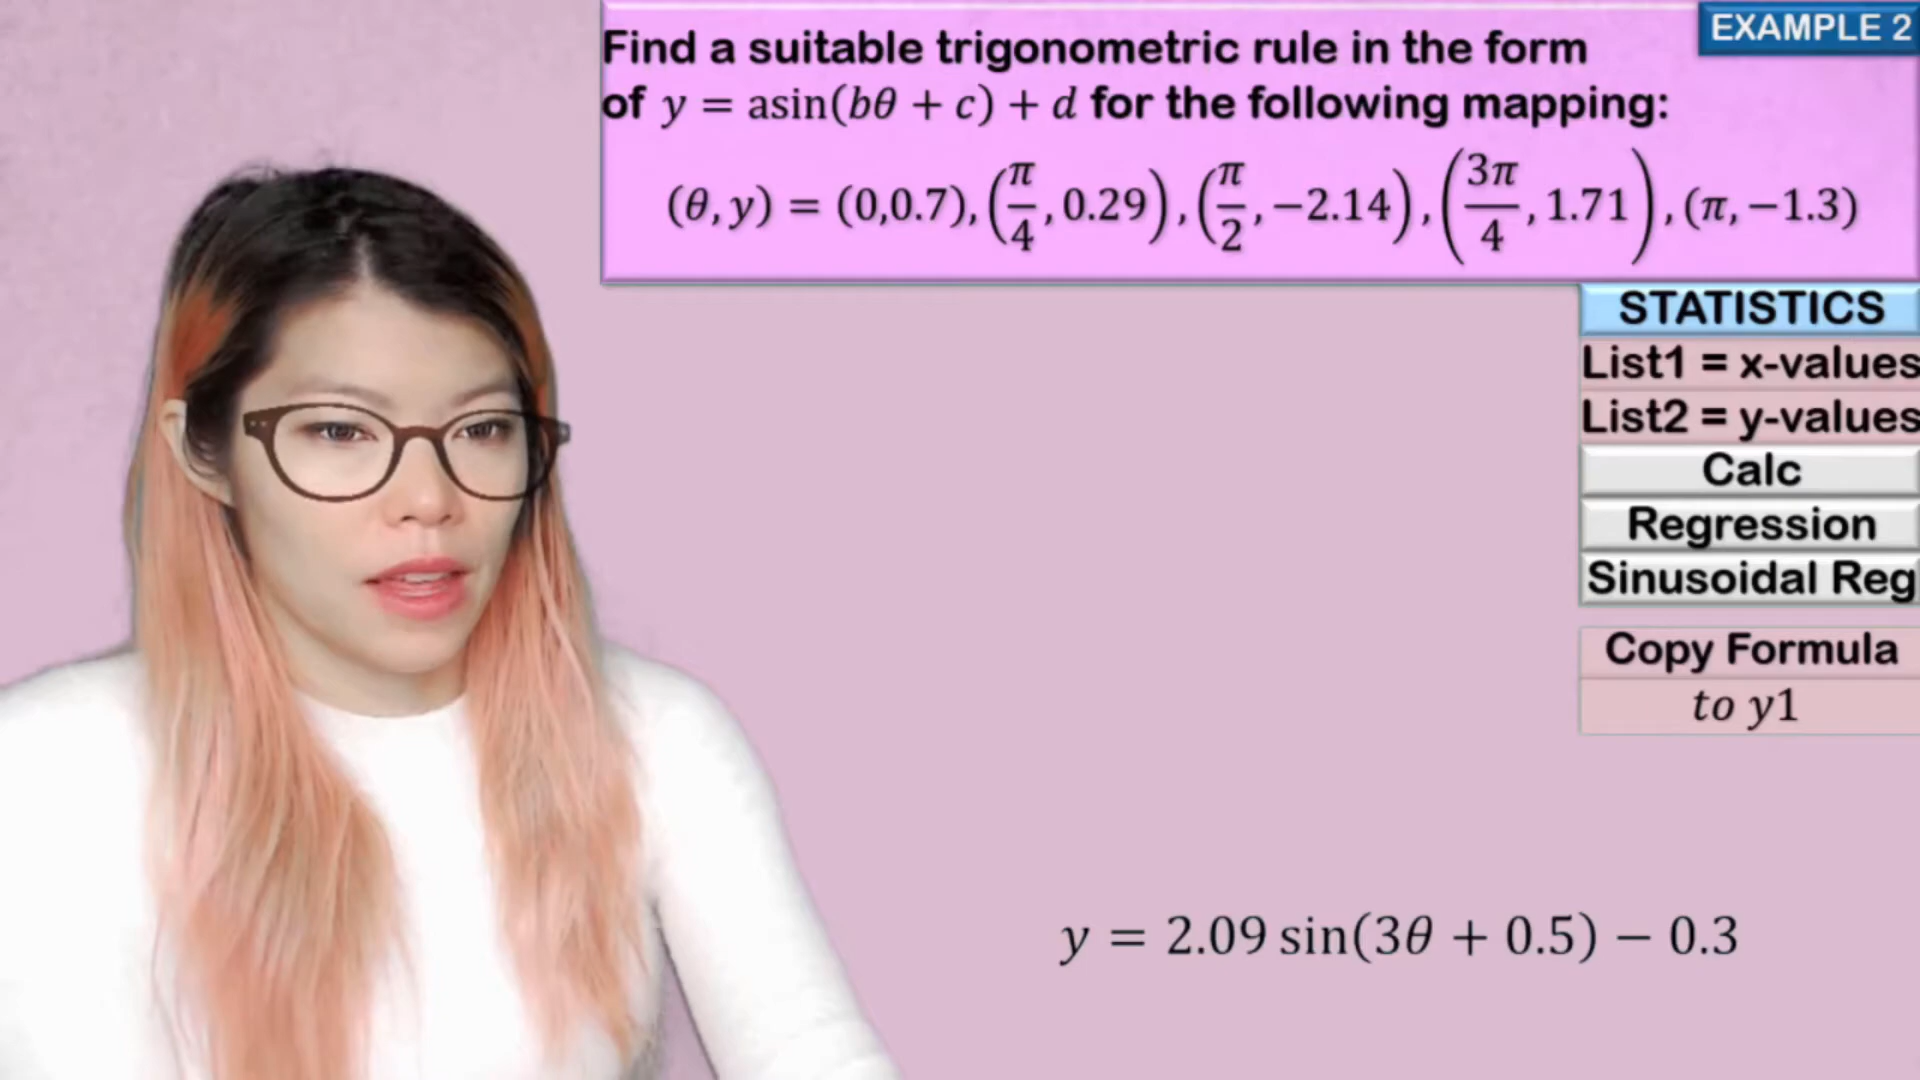 EXAMPLE 2
Find a suitable trigonometric rule in the form
of y = asin(bθ + c) + d for the following mapping:
(θ, y) = (0,0.7), (π/4, 0.29), (π/2, −2.14), (3π/4, 1.71), (π, −1.3)
STATISTICS
List1 = x-values
List2 = y-values
Calc
Regression
Sinusoidal Reg
Copy Formula
to y1
y = 2.09 sin(3θ + 0.5) − 0.3